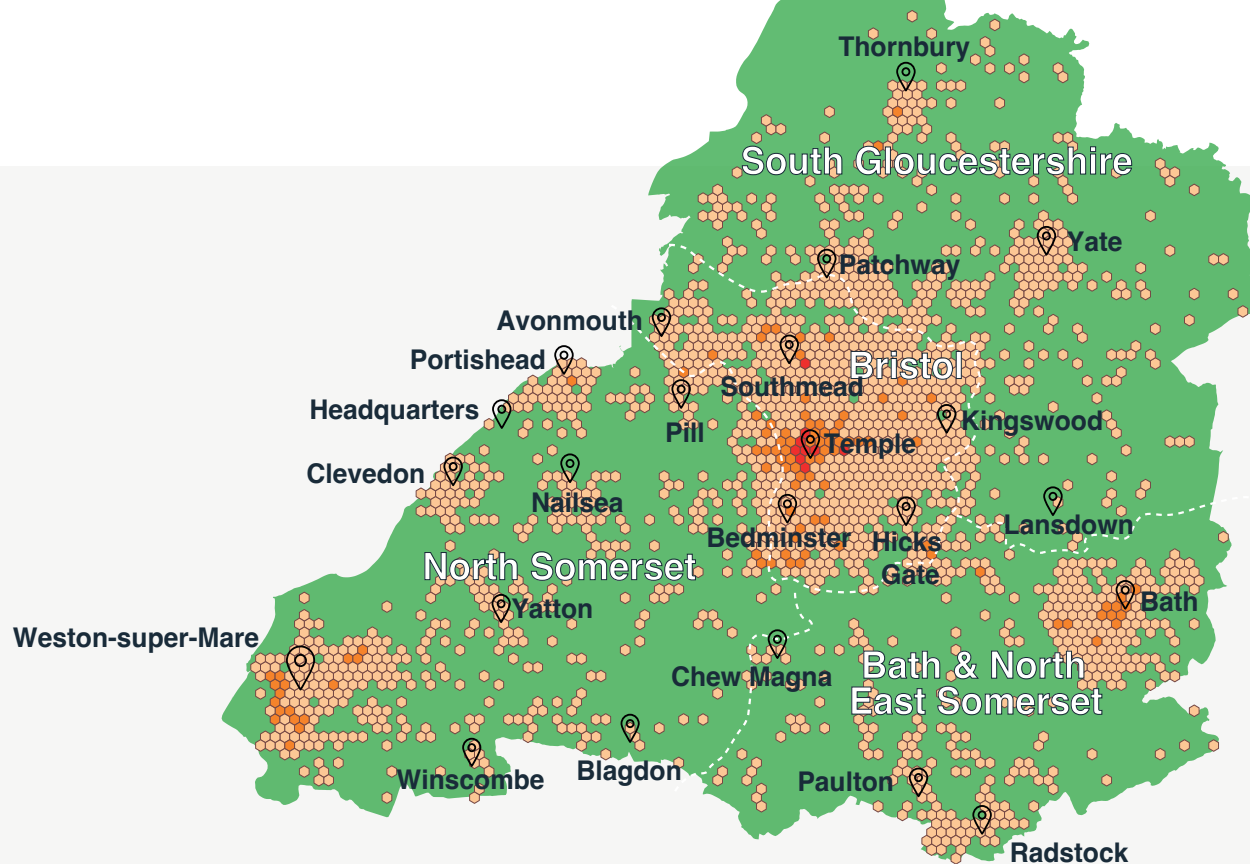 Thornbury
South Gloucestershire
Yate
Patchway
Avonmouth
Portishead
Bristol
Southmead
Headquarters
Kingswood
Pill
Temple
Clevedon
Nailsea
Lansdown
Bedminster
Hicks
Gate
North Somerset
Bath
Yatton
Weston-super-Mare
Chew Magna
Bath & North
East Somerset
Winscombe
Blagdon
Paulton
Radstock